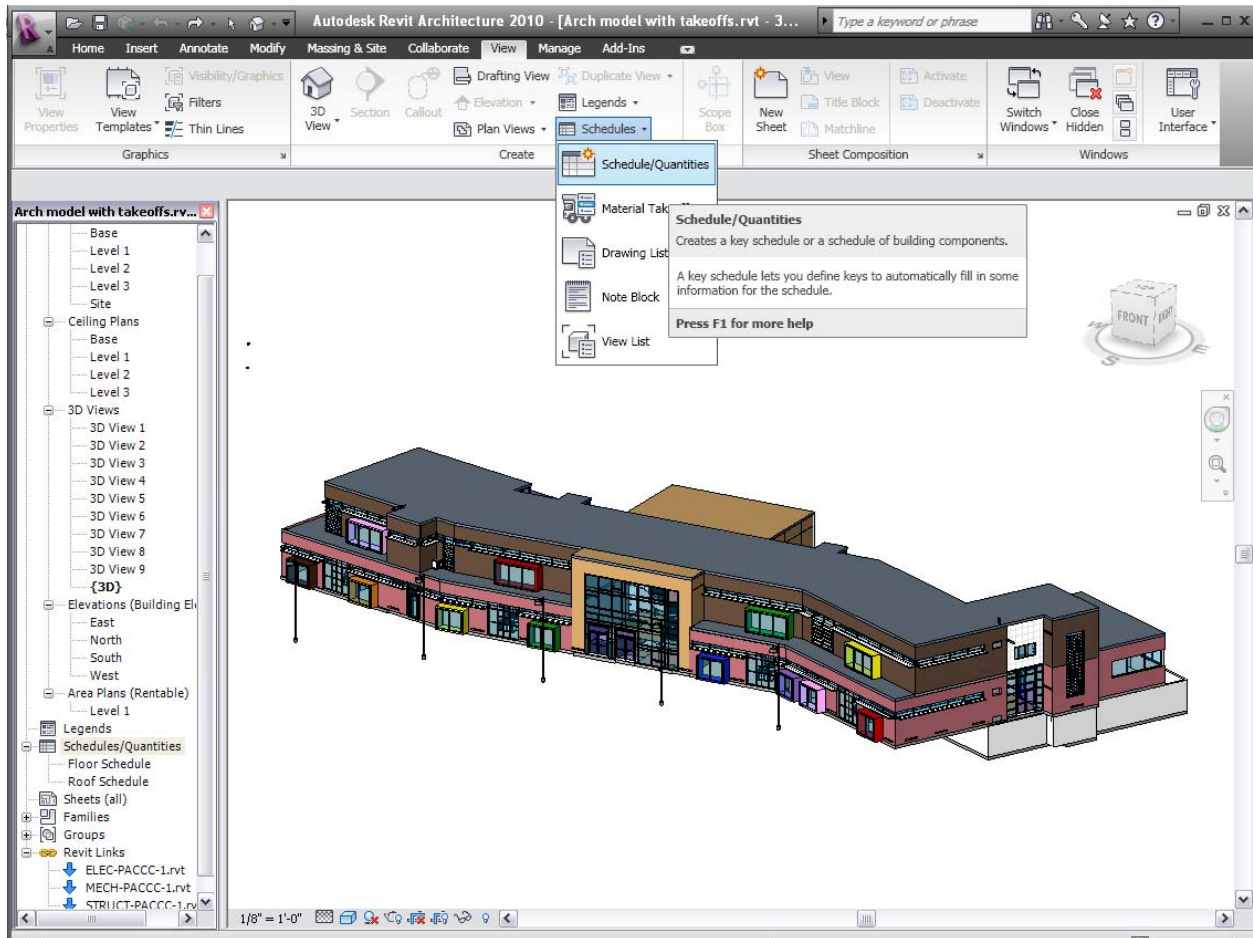 Autodesk Revit Architecture 2010 - [Arch model with takeoffs.rvt - 3...
Type a keyword or phrase
Home Insert Annotate Modify Massing & Site Collaborate View Manage Add-Ins
View Properties
View Templates
Visibility/Graphics
Filters
Thin Lines
3D View
Section
Callout
Drafting View
Elevation
Plan Views
Duplicate View
Legends
Schedules
Scope Box
New Sheet
View
Title Block
Matchline
Activate
Deactivate
Switch Windows
Close Hidden
User Interface
Graphics
Create
Sheet Composition
Windows
Schedule/Quantities
Material Tak
Drawing List
Note Block
View List
Schedule/Quantities
Creates a key schedule or a schedule of building components.
A key schedule lets you define keys to automatically fill in some
information for the schedule.
Press F1 for more help
Arch model with takeoffs.rv...
Base
Level 1
Level 2
Level 3
Site
Ceiling Plans
Base
Level 1
Level 2
Level 3
3D Views
3D View 1
3D View 2
3D View 3
3D View 4
3D View 5
3D View 6
3D View 7
3D View 8
3D View 9
{3D}
Elevations (Building El
East
North
South
West
Area Plans (Rentable)
Level 1
Legends
Schedules/Quantities
Floor Schedule
Roof Schedule
Sheets (all)
Families
Groups
Revit Links
ELEC-PACCC-1.rvt
MECH-PACCC-1.rvt
STRUCT-PACCC-1.rv
TOP
FRONT
RIGHT
W
S
E
1/8" = 1'-0"